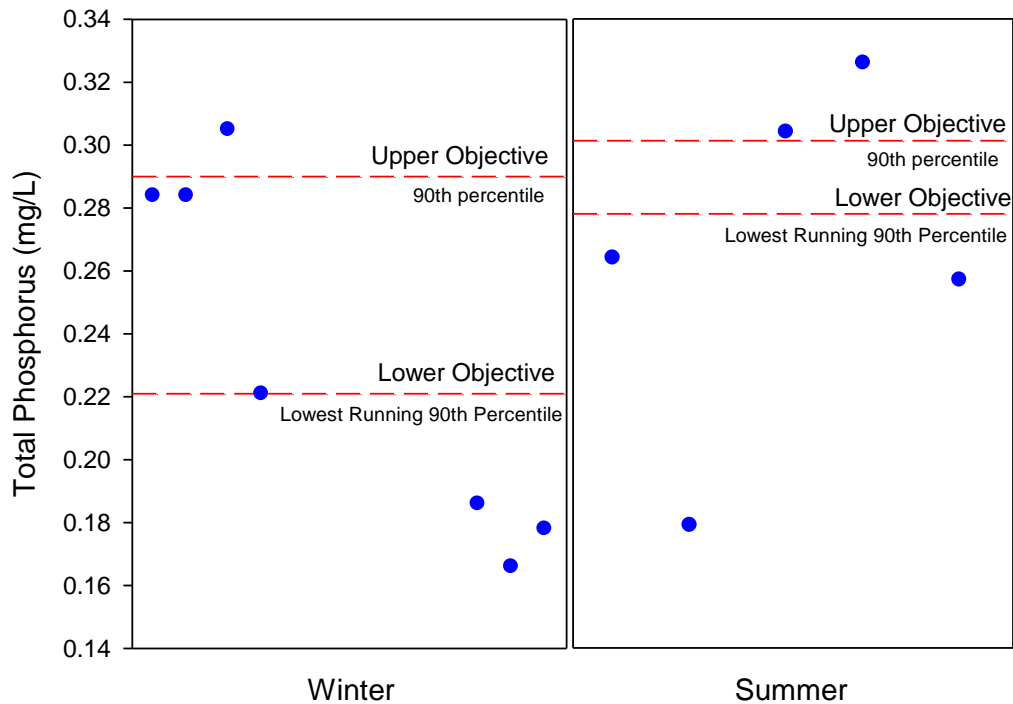 Total Phosphorus (mg/L)
0.34
0.32
0.30
0.28
0.26
0.24
0.22
0.20
0.18
0.16
0.14
Upper Objective
90th percentile
Lower Objective
Lowest Running 90th Percentile
Upper Objective
90th percentile
Lower Objective
Lowest Running 90th Percentile
Winter
Summer